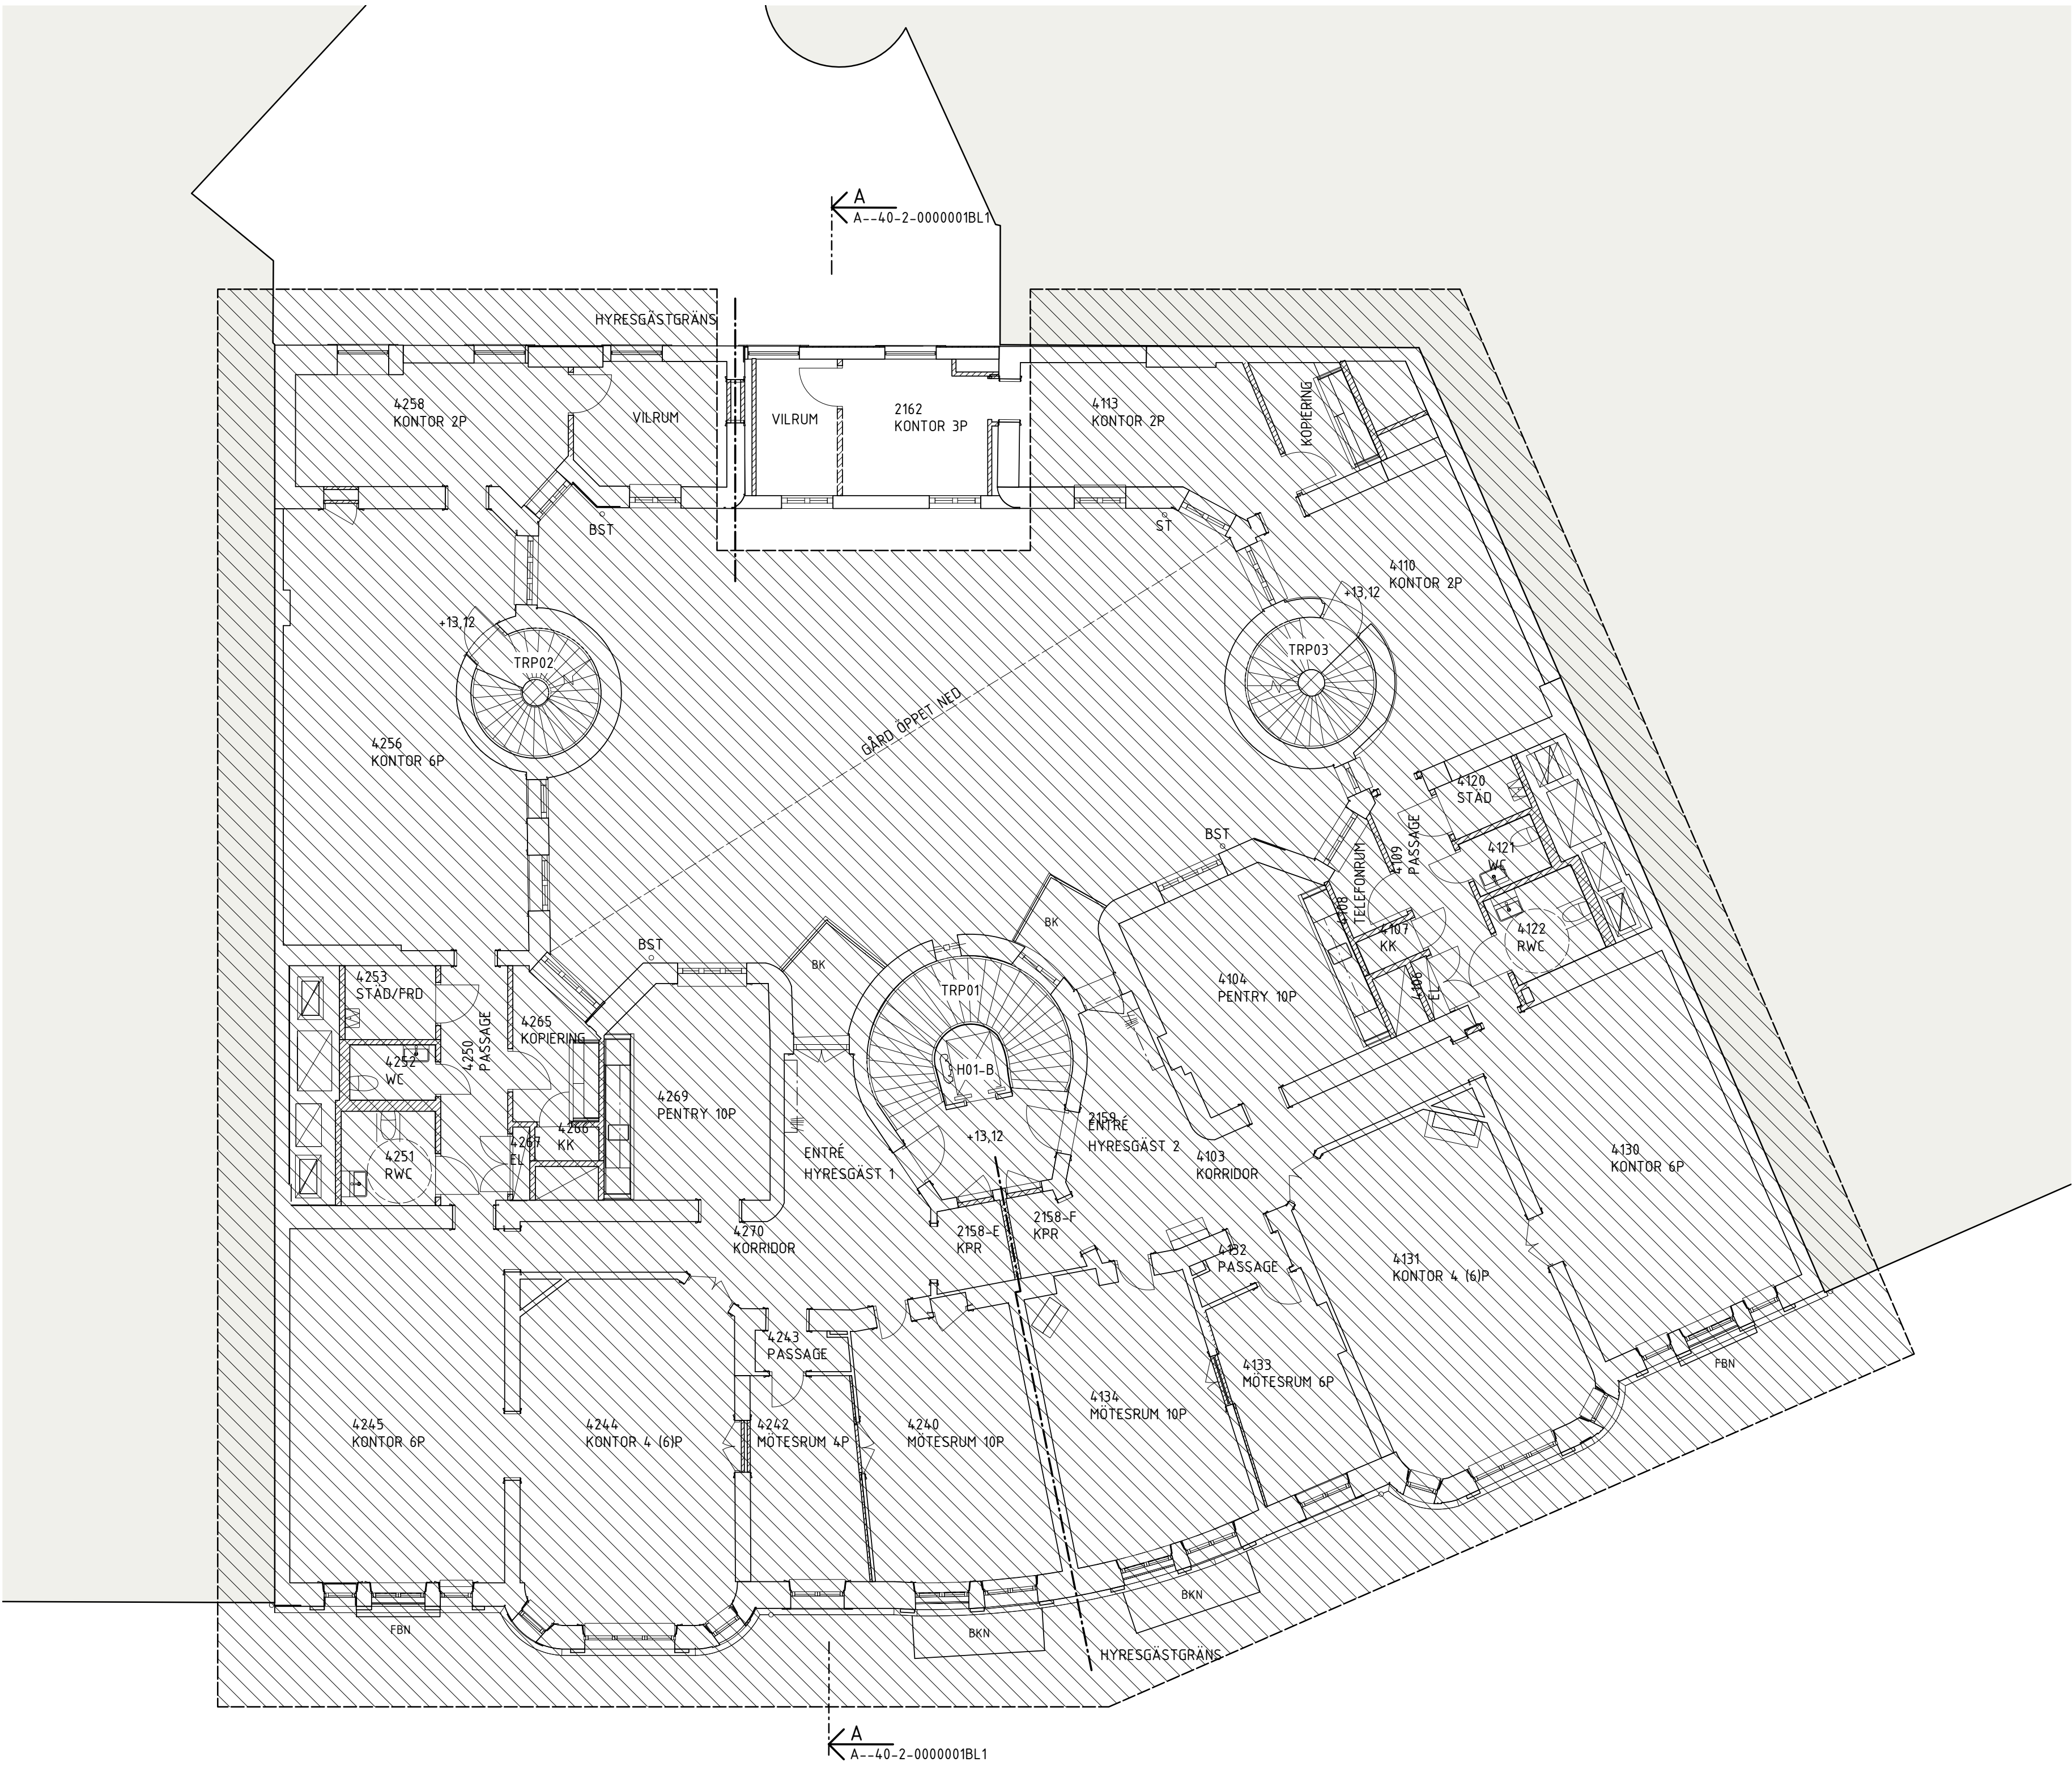 A
A--40-2-0000001BL1
HYRESGÄSTGRÄNS
4258
KONTOR 2P
VILRUM
VILRUM
2162
KONTOR 3P
4113
KONTOR 2P
KOPIERING
BST
ST
4110
KONTOR 2P
+13,12
+13,12
TRP02
TRP03
GÅRD ÖPPET NED
4256
KONTOR 6P
4120
STÄD
BST
4109
PASSAGE
4121
WC
4108
TELEFONRUM
BK
4107
KK
4122
RWC
BST
BK
4253
STÄD/FRD
TRP01
4104
PENTRY 10P
4106
EL
4250
PASSAGE
4265
KOPIERING
4252
WC
H01-B
4269
PENTRY 10P
2159
ENTRÉ
HYRESGÄST 2
4266
KK
4267
EL
+13,12
4251
RWC
ENTRÉ
HYRESGÄST 1
4103
KORRIDOR
4130
KONTOR 6P
2158-E
KPR
2158-F
KPR
4270
KORRIDOR
4132
PASSAGE
4131
KONTOR 4 (6)P
4243
PASSAGE
4133
MÖTESRUM 6P
FBN
4134
MÖTESRUM 10P
4245
KONTOR 6P
4244
KONTOR 4 (6)P
4242
MÖTESRUM 4P
4240
MÖTESRUM 10P
BKN
FBN
BKN
HYRESGÄSTGRÄNS
A
A--40-2-0000001BL1